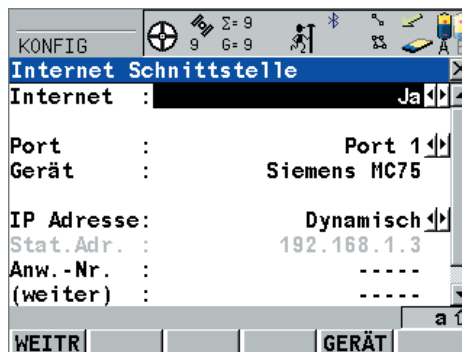 Σ= 9
9 G= 9
KONFIG
A
Internet Schnittstelle
Internet : Ja
Port : Port 1
Gerät : Siemens MC75
IP Adresse: Dynamisch
Stat.Adr. : 192.168.1.3
Anw.-Nr. : -----
(weiter) : -----
a
WEITR GERÄT